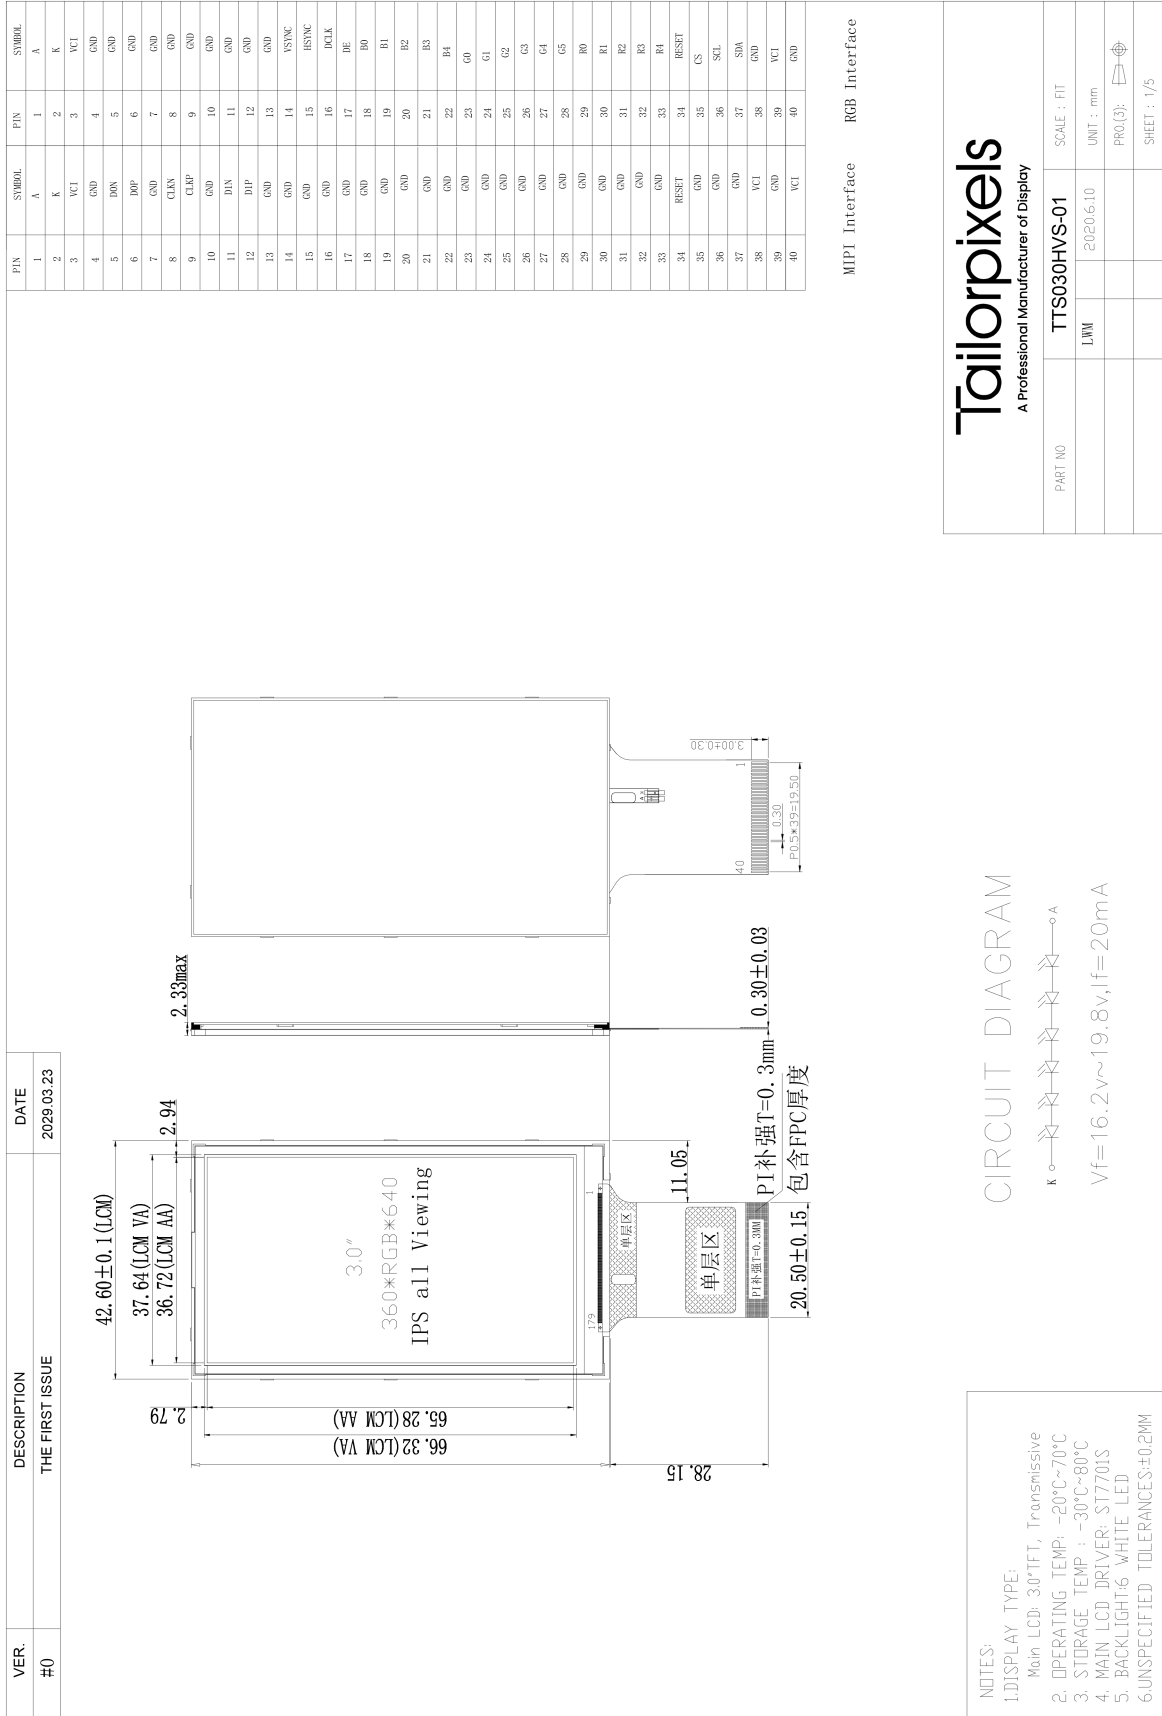 VER. DESCRIPTION DATE
#0 THE FIRST ISSUE 2029.03.23
42.60±0.1(LCM)
37.64(LCM VA)
36.72(LCM AA)
2.94
2.79
65.28(LCM AA)
66.32(LCM VA)
28.15
3.0"
360*RGB*640
IPS all Viewing
179 1
单层区
11.05
单层区
PI补强T=0.3MM
20.50±0.15
PI补强T=0.3mm
包含FPC厚度
2.33max
0.30±0.03
A K
40 1
3.00±0.30
0.30
P0.5*39=19.50
PIN SYMBOL PIN SYMBOL
1 A 1 A
2 K 2 K
3 VCI 3 VCI
4 GND 4 GND
5 D0N 5 GND
6 D0P 6 GND
7 GND 7 GND
8 CLKN 8 GND
9 CLKP 9 GND
10 GND 10 GND
11 D1N 11 GND
12 D1P 12 GND
13 GND 13 GND
14 GND 14 VSYNC
15 GND 15 HSYNC
16 GND 16 DCLK
17 GND 17 DE
18 GND 18 B0
19 GND 19 B1
20 GND 20 B2
21 GND 21 B3
22 GND 22 B4
23 GND 23 G0
24 GND 24 G1
25 GND 25 G2
26 GND 26 G3
27 GND 27 G4
28 GND 28 G5
29 GND 29 R0
30 GND 30 R1
31 GND 31 R2
32 GND 32 R3
33 GND 33 R4
34 RESET 34 RESET
35 GND 35 CS
36 GND 36 SCL
37 GND 37 SDA
38 VCI 38 GND
39 GND 39 VCI
40 VCI 40 GND
MIPI Interface RGB Interface
NOTES:
1.DISPLAY TYPE:
Main LCD: 3.0"TFT, Transmissive
2. OPERATING TEMP: -20°C~70°C
3. STORAGE TEMP : -30°C~80°C
4. MAIN LCD DRIVER: ST7701S
5. BACKLIGHT:6 WHITE LED
6.UNSPECIFIED TOLERANCES:±0.2MM
CIRCUIT DIAGRAM
K A
Vf=16.2v~19.8v,If=20mA
Tailorpixels
A Professional Manufacturer of Display
PART NO TTS030HVS-01 SCALE : FIT
LWM 2020.6.10 UNIT : mm
PRO.(3):
SHEET : 1/5